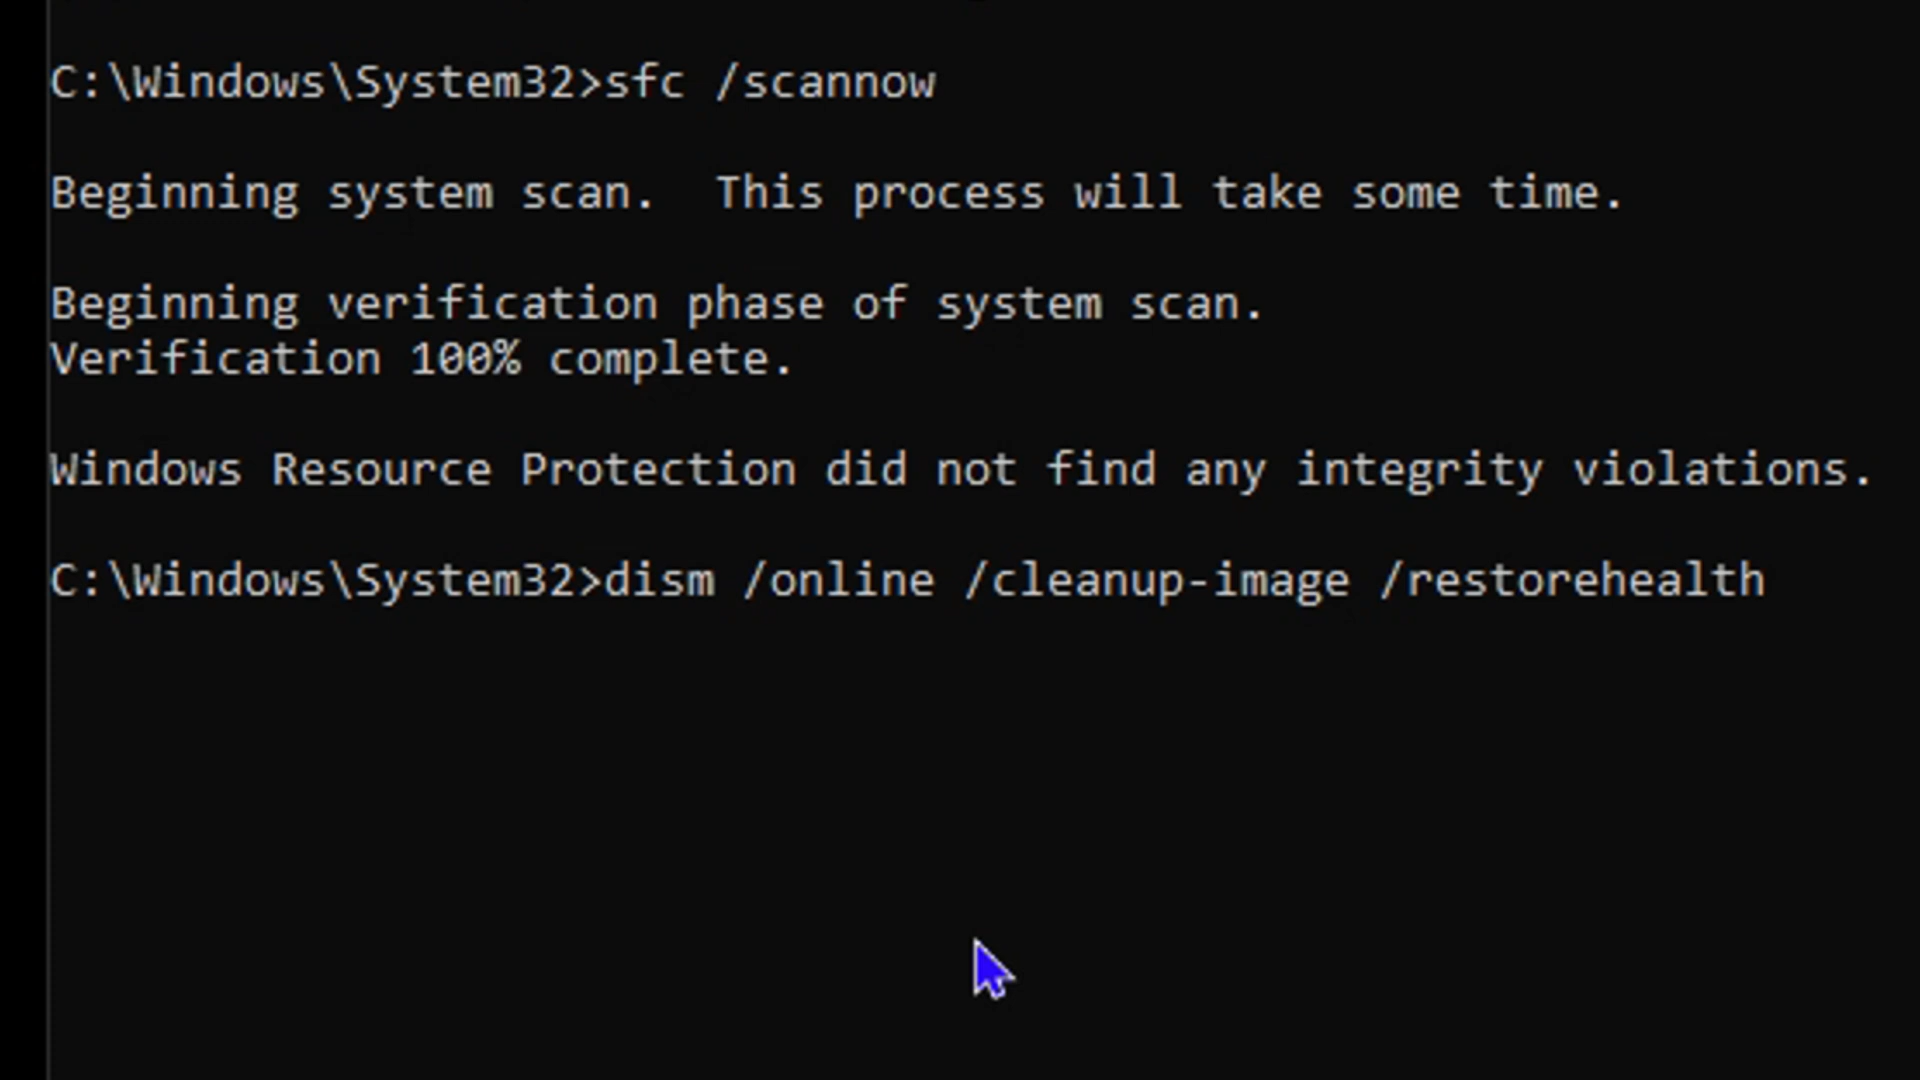 C:\Windows\System32>sfc /scannow
Beginning system scan.  This process will take some time.
Beginning verification phase of system scan.
Verification 100% complete.
Windows Resource Protection did not find any integrity violations.
C:\Windows\System32>dism /online /cleanup-image /restorehealth